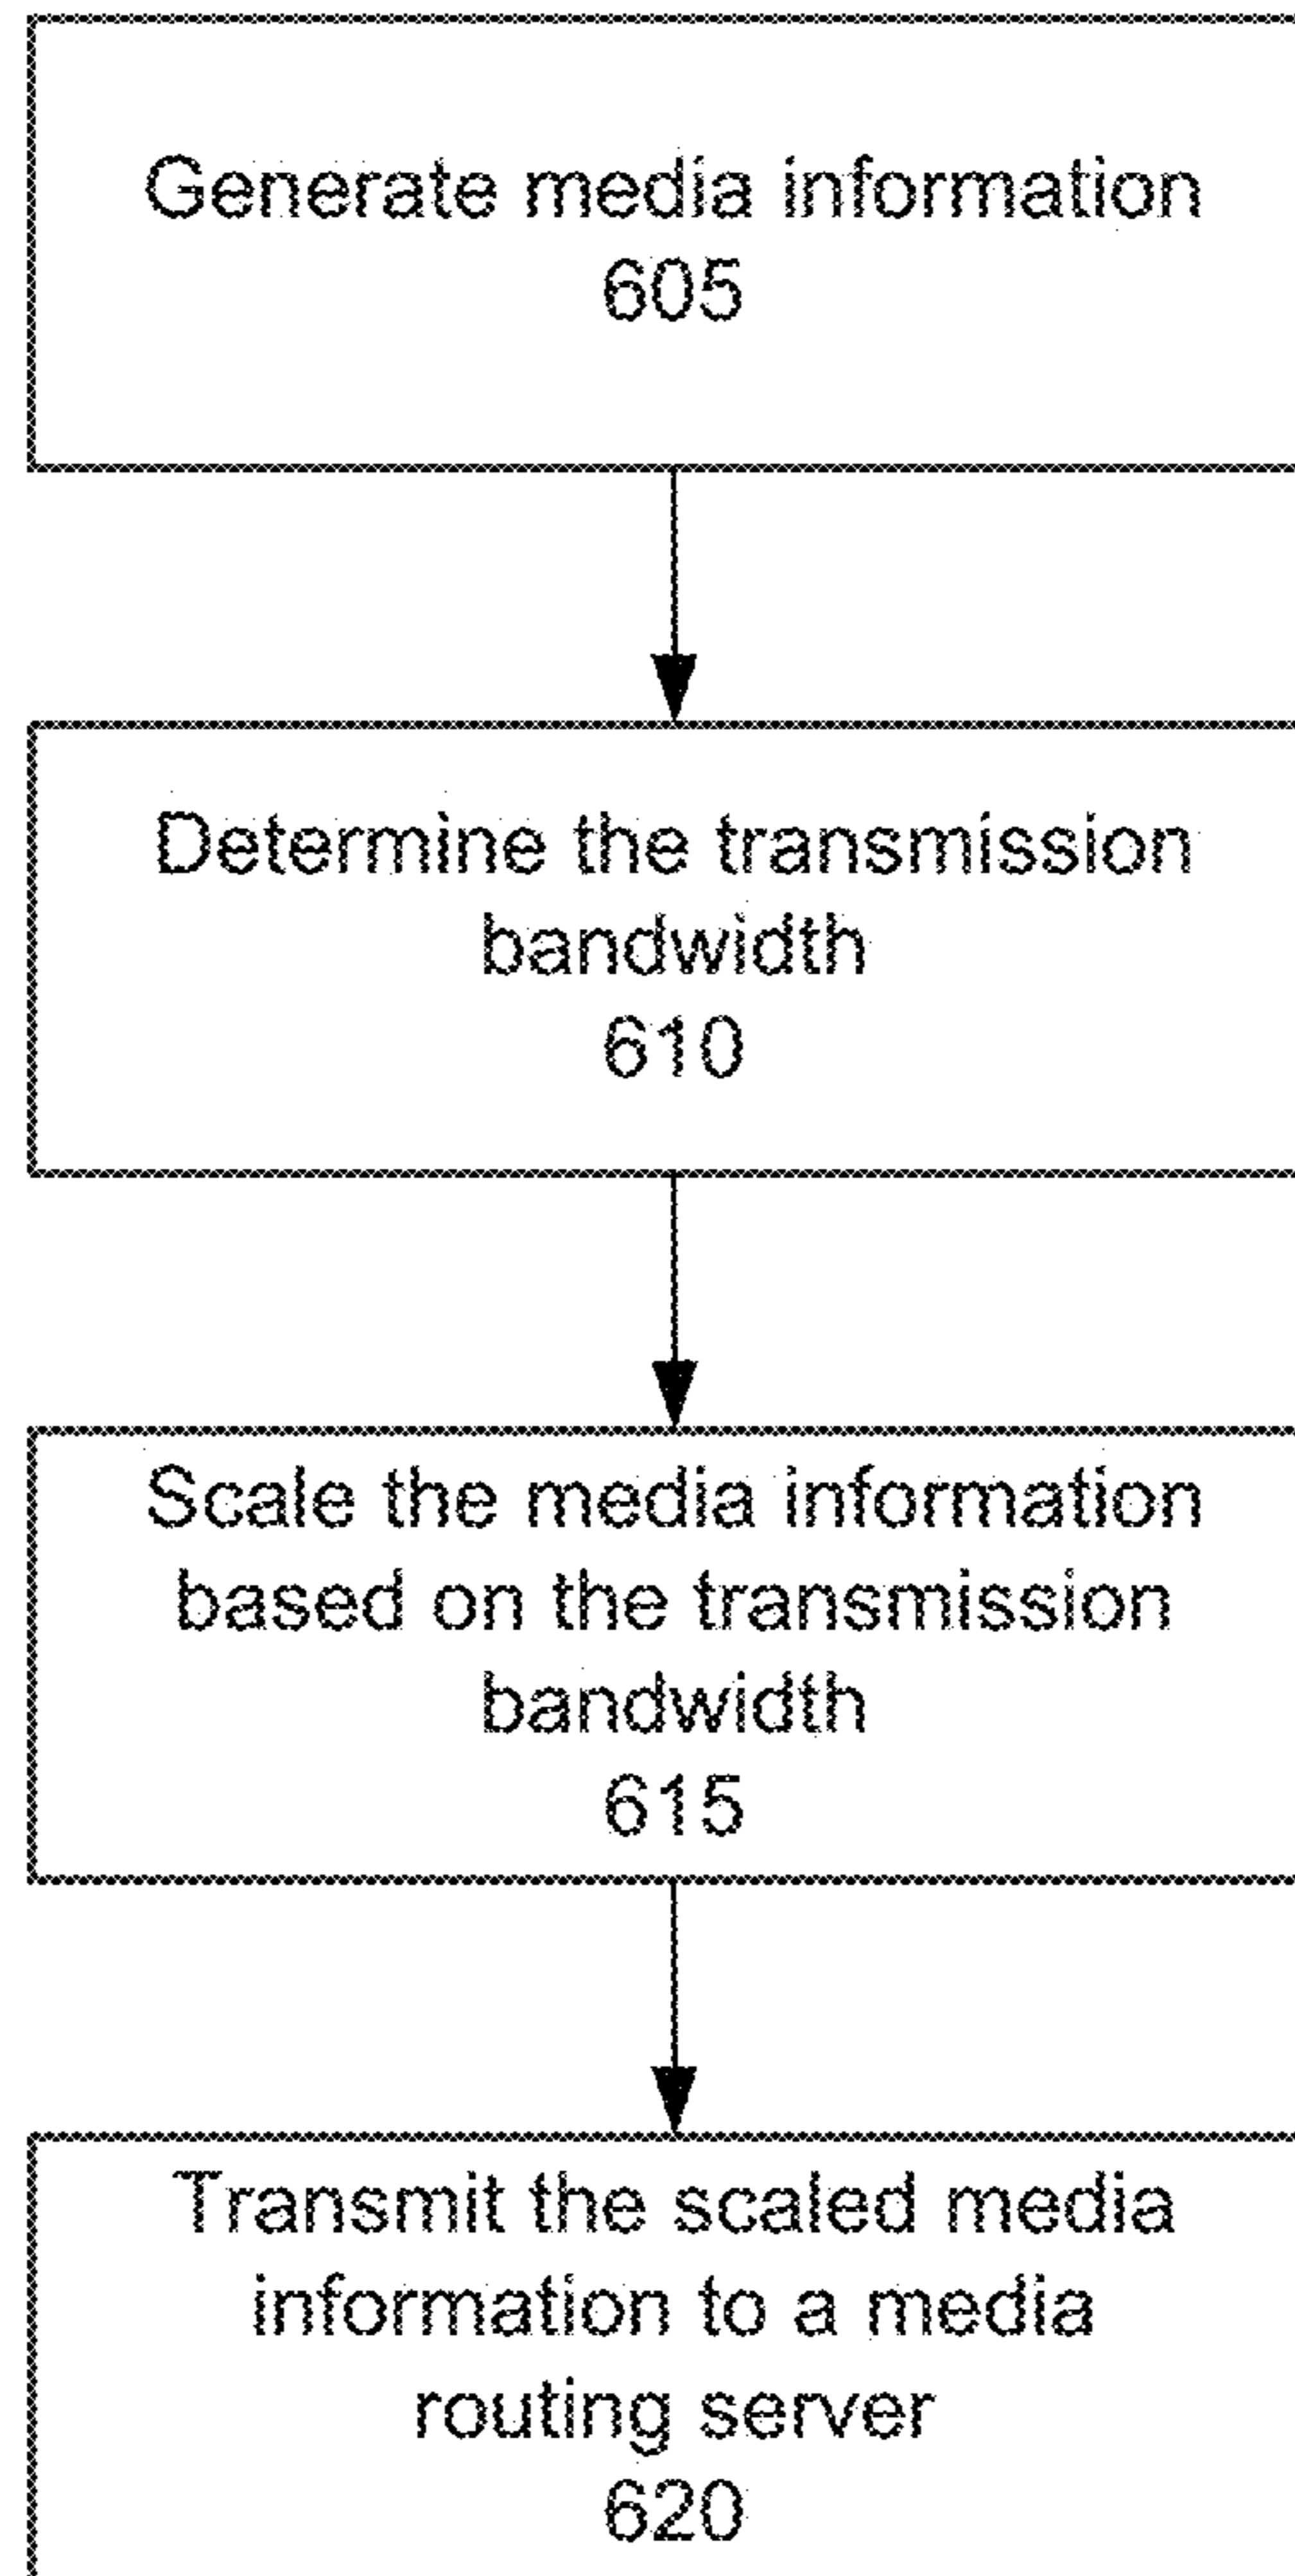 Generate media information
605
Determine the transmission
bandwidth
610
Scale the media information
based on the transmission
bandwidth
615
Transmit the scaled media
information to a media
routing server
620